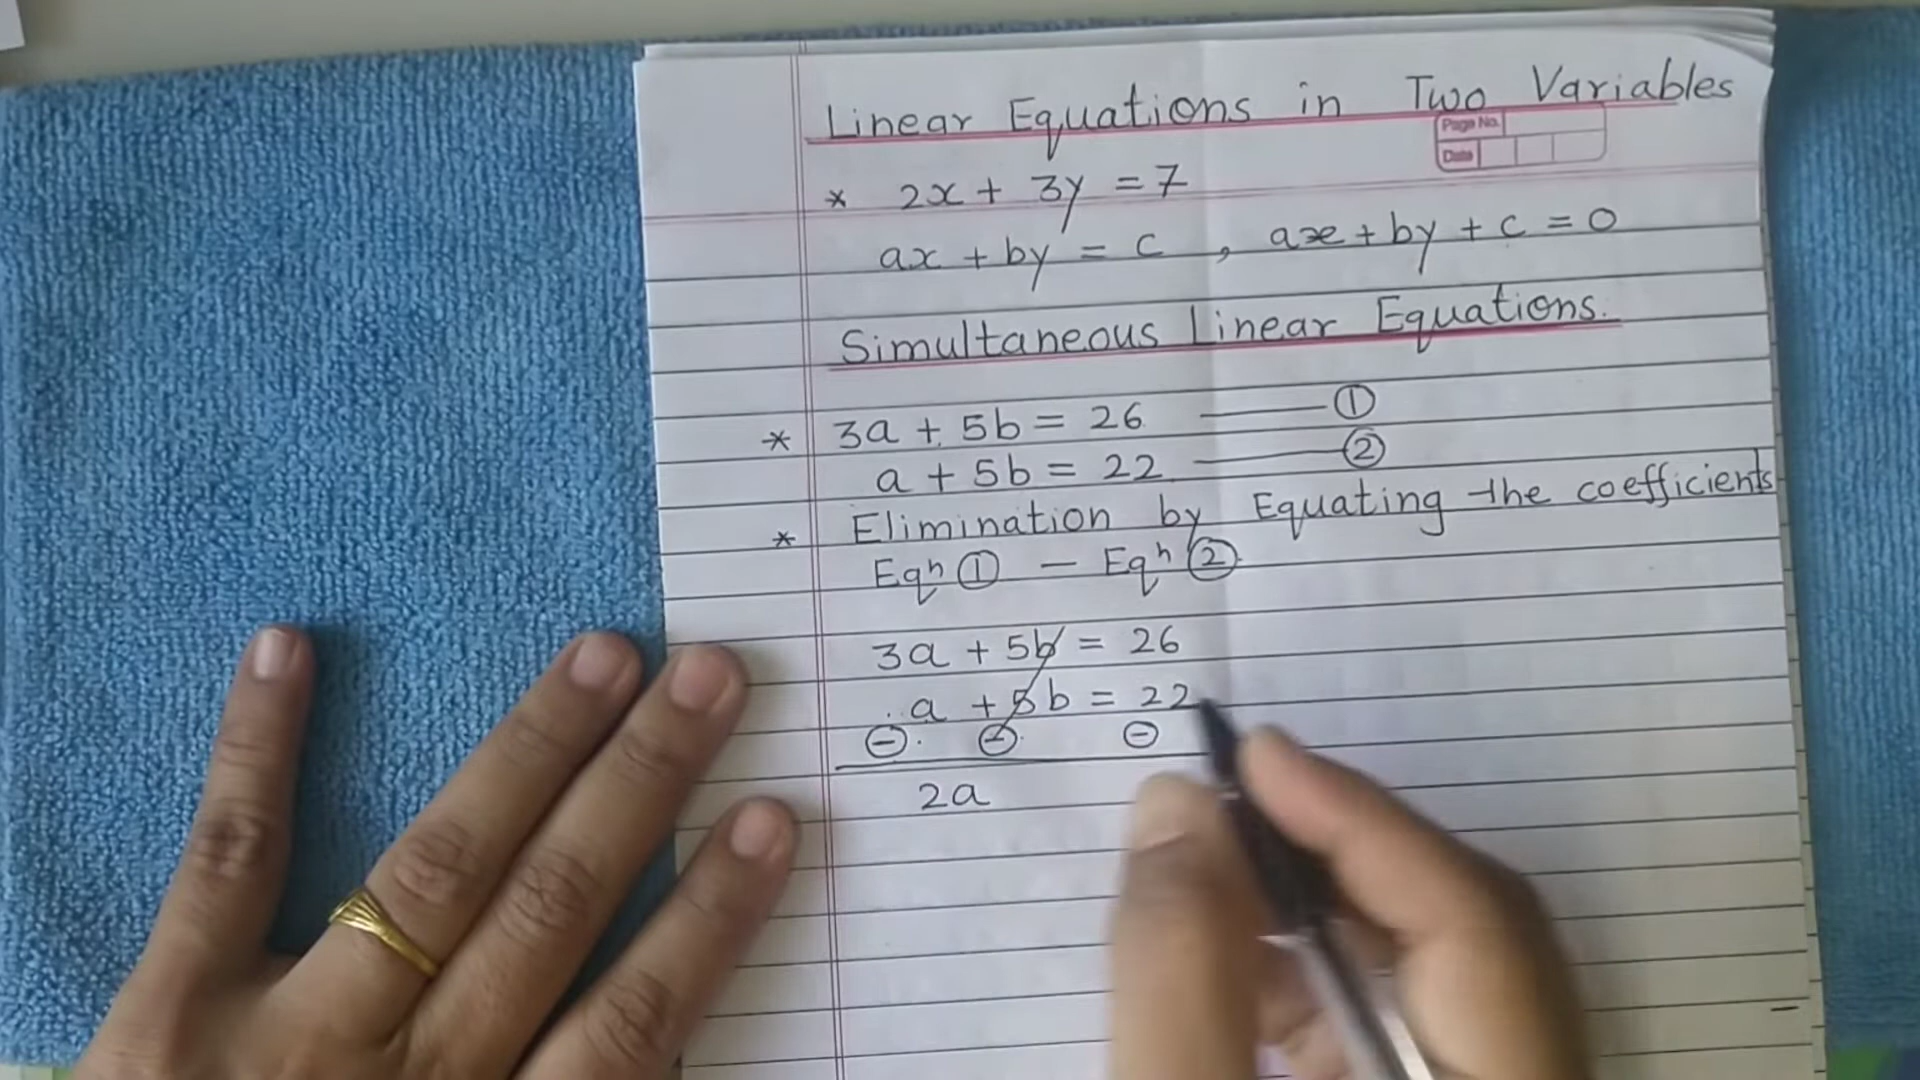 Linear Equations in Two Variables
Page No.
Date
* 2x + 3y = 7
ax + by = c , ax + by + c = 0
Simultaneous Linear Equations.
* 3a + 5b = 26 —— ①
a + 5b = 22 —— ②
* Elimination by Equating the coefficients
Eqⁿ ① — Eqⁿ ②
3a + 5b = 26
a + 5b = 22
⊖ ⊖ ⊖
2a